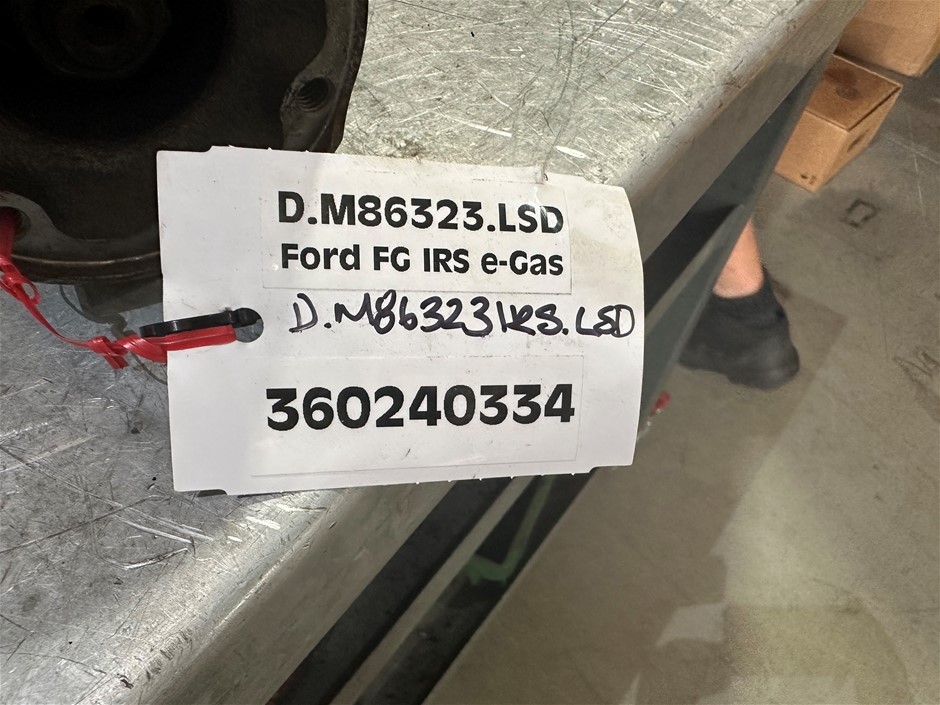 D.M86323.LSD
Ford FG IRS e-Gas
D.M86323IRS.LSD
360240334